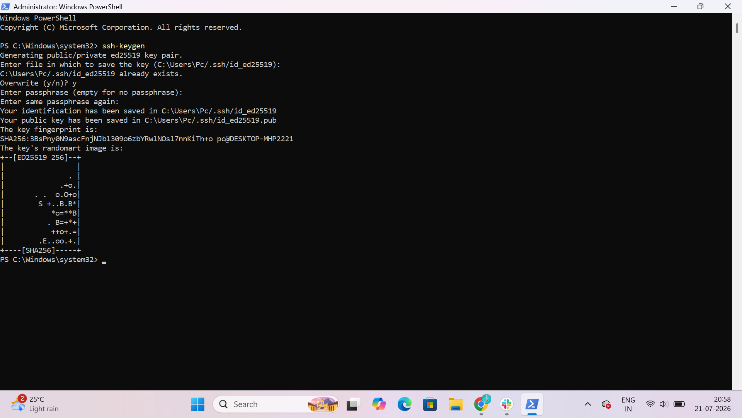 Administrator: Windows PowerShell
Windows PowerShell
Copyright (C) Microsoft Corporation. All rights reserved.
PS C:\Windows\system32> ssh-keygen
Generating public/private ed25519 key pair.
Enter file in which to save the key (C:\Users\Pc/.ssh/id_ed25519):
C:\Users\Pc/.ssh/id_ed25519 already exists.
Overwrite (y/n)? y
Enter passphrase (empty for no passphrase):
Enter same passphrase again:
Your identification has been saved in C:\Users\Pc/.ssh/id_ed25519
Your public key has been saved in C:\Users\Pc/.ssh/id_ed25519.pub
The key fingerprint is:
SHA256:3BsPny0N9ascFnjNJbl309o6zbYRwlNOsl7nnKiTh+o pc@DESKTOP-MHP2221
The key's randomart image is:
+--[ED25519 256]--+
|                 |
|               . |
|             .+o.|
|       . .  o.O+o|
|        S +..B.B*|
|           *o=**B|
|          . B=+*+|
|           ++o+.=|
|        .E..oo.+.|
+----[SHA256]-----+
PS C:\Windows\system32> _
2
25°C
Light rain
Search
ENG
IN
20:58
21-07-2026